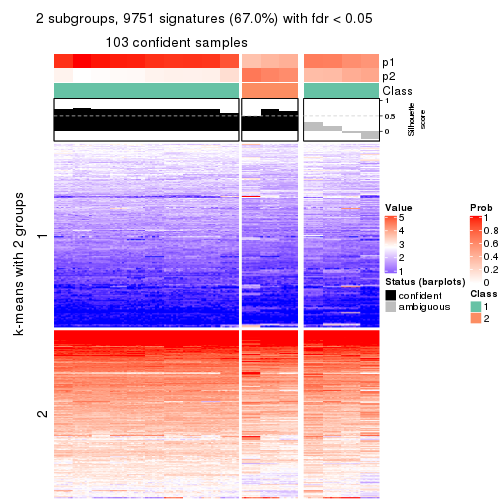 2 subgroups, 9751 signatures (67.0%) with fdr < 0.05
103 confident samples
p1
p2
Class
1
0.5
0
Silhouette
score
k-means with 2 groups
1
2
Value
5
4
3
2
1
Status (barplots)
confident
ambiguous
Prob
1
0.8
0.6
0.4
0.2
0
Class
1
2